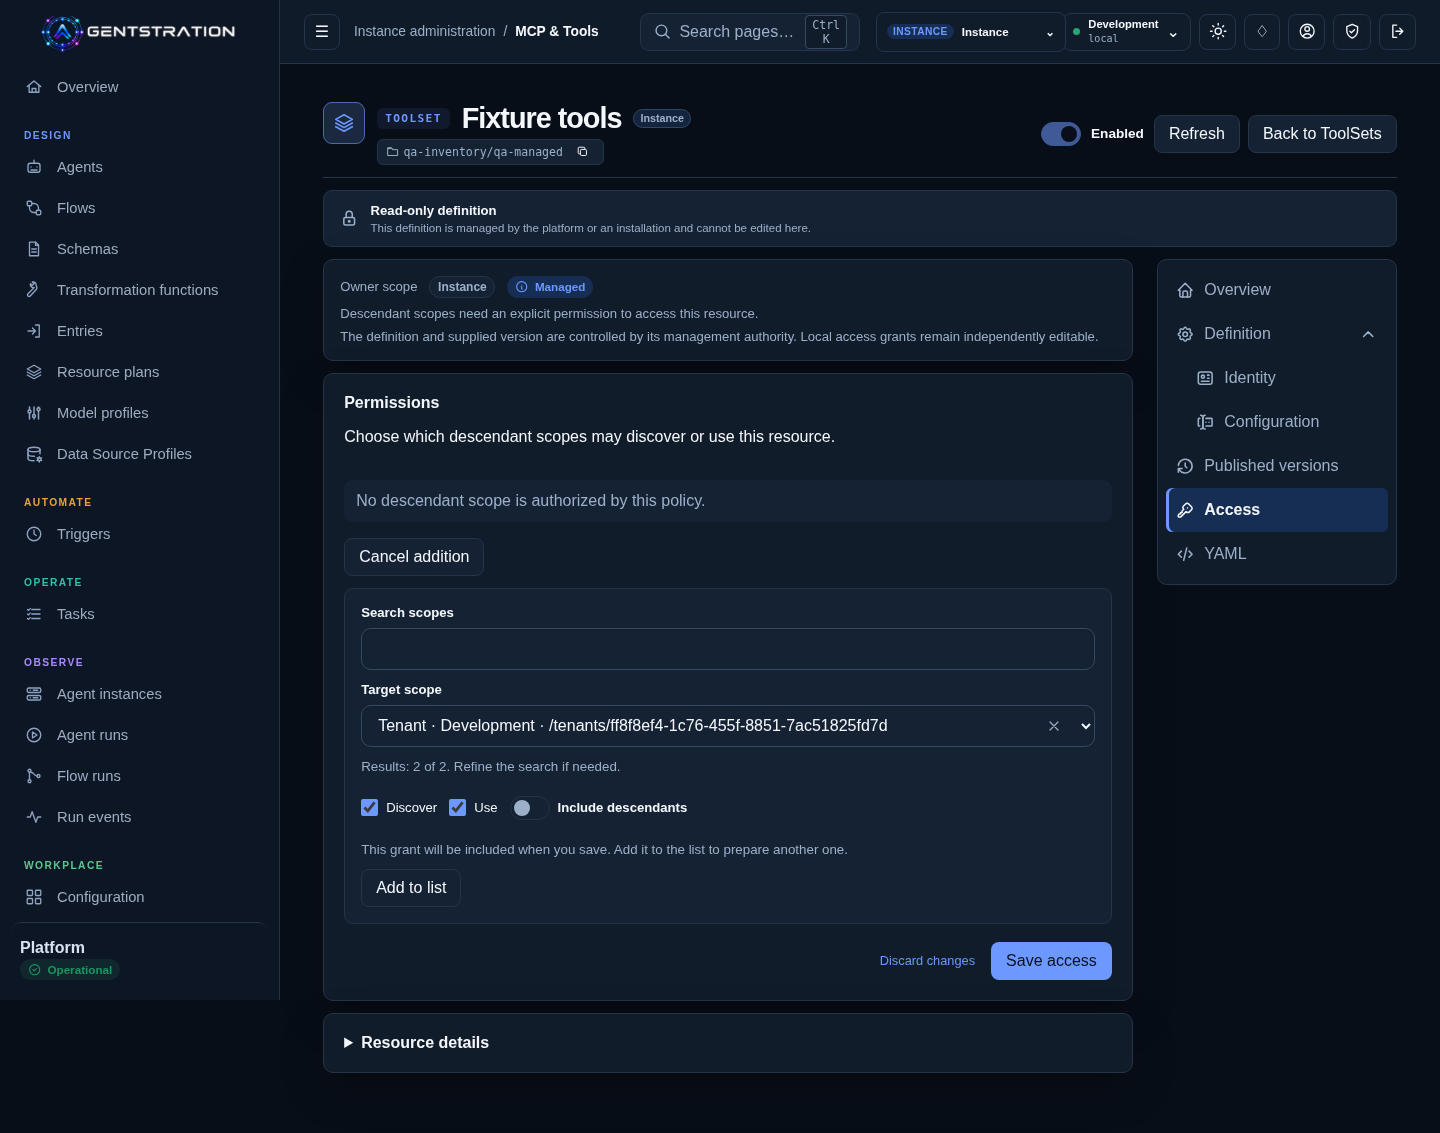 GENTSTRATION
Overview
DESIGN
Agents
Flows
Schemas
Transformation functions
Entries
Resource plans
Model profiles
Data Source Profiles
AUTOMATE
Triggers
OPERATE
Tasks
OBSERVE
Agent instances
Agent runs
Flow runs
Run events
WORKPLACE
Configuration
Platform
Operational
Instance administration / MCP & Tools
Search pages…
Ctrl
K
INSTANCE Instance
Development
local
TOOLSET Fixture tools Instance
qa-inventory/qa-managed
Enabled
Refresh
Back to ToolSets
Read-only definition
This definition is managed by the platform or an installation and cannot be edited here.
Owner scope Instance Managed
Descendant scopes need an explicit permission to access this resource.
The definition and supplied version are controlled by its management authority. Local access grants remain independently editable.
Permissions
Choose which descendant scopes may discover or use this resource.
No descendant scope is authorized by this policy.
Cancel addition
Search scopes
Target scope
Tenant · Development · /tenants/ff8f8ef4-1c76-455f-8851-7ac51825fd7d
Results: 2 of 2. Refine the search if needed.
Discover Use Include descendants
This grant will be included when you save. Add it to the list to prepare another one.
Add to list
Discard changes Save access
Resource details
Overview
Definition
Identity
Configuration
Published versions
Access
YAML